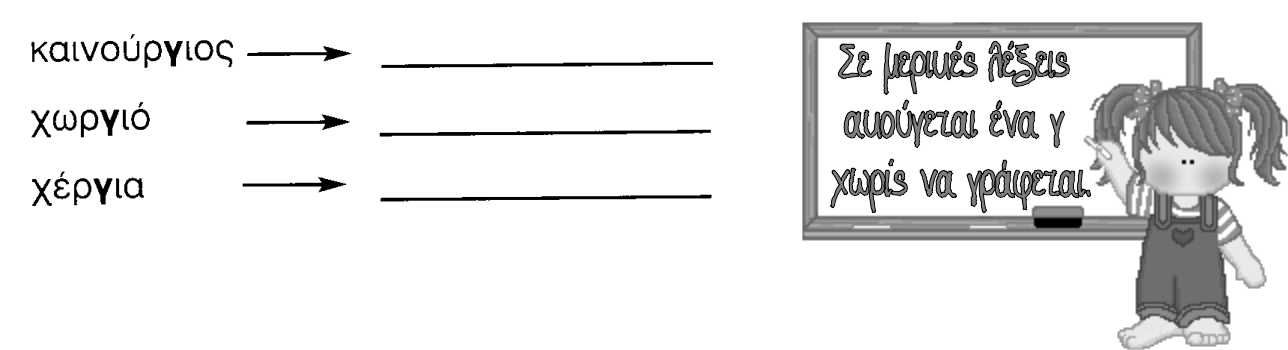 καινούργιος
χωργιό
χέργια
Σε μερικές λέξεις
ακούγεται ένα γ
χωρίς να γράφεται.